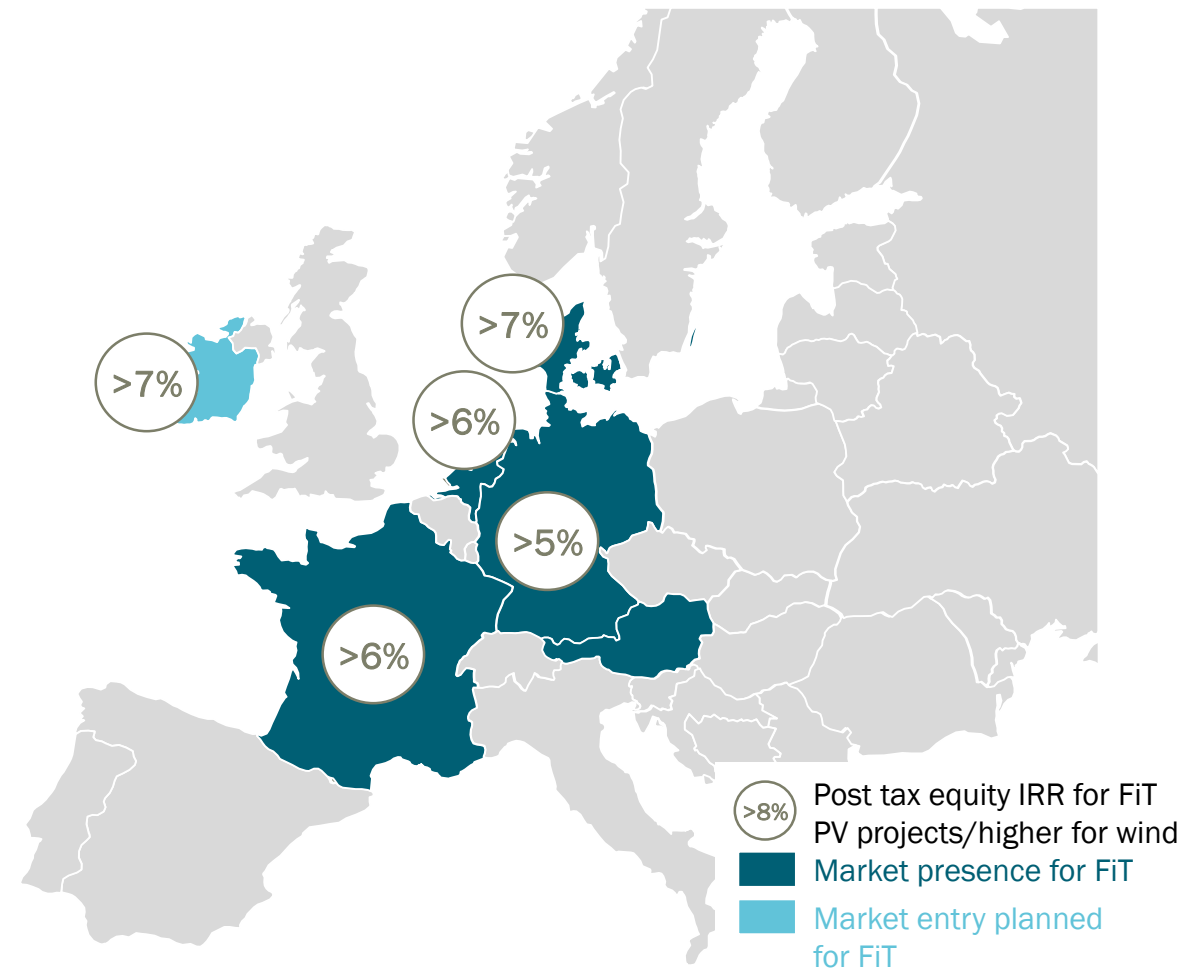 >7%
>7%
>6%
>5%
>6%
>8%
Post tax equity IRR for FiT
PV projects/higher for wind
Market presence for FiT
Market entry planned
for FiT